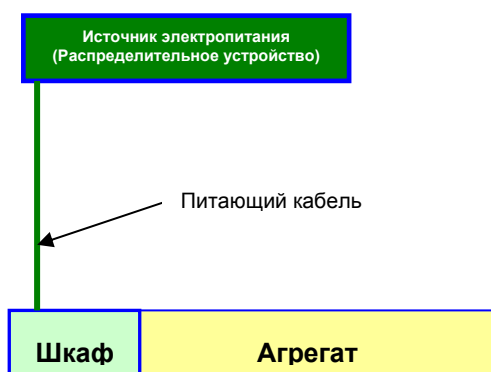 Источник электропитания
(Распределительное устройство)
Питающий кабель
Шкаф
Агрегат